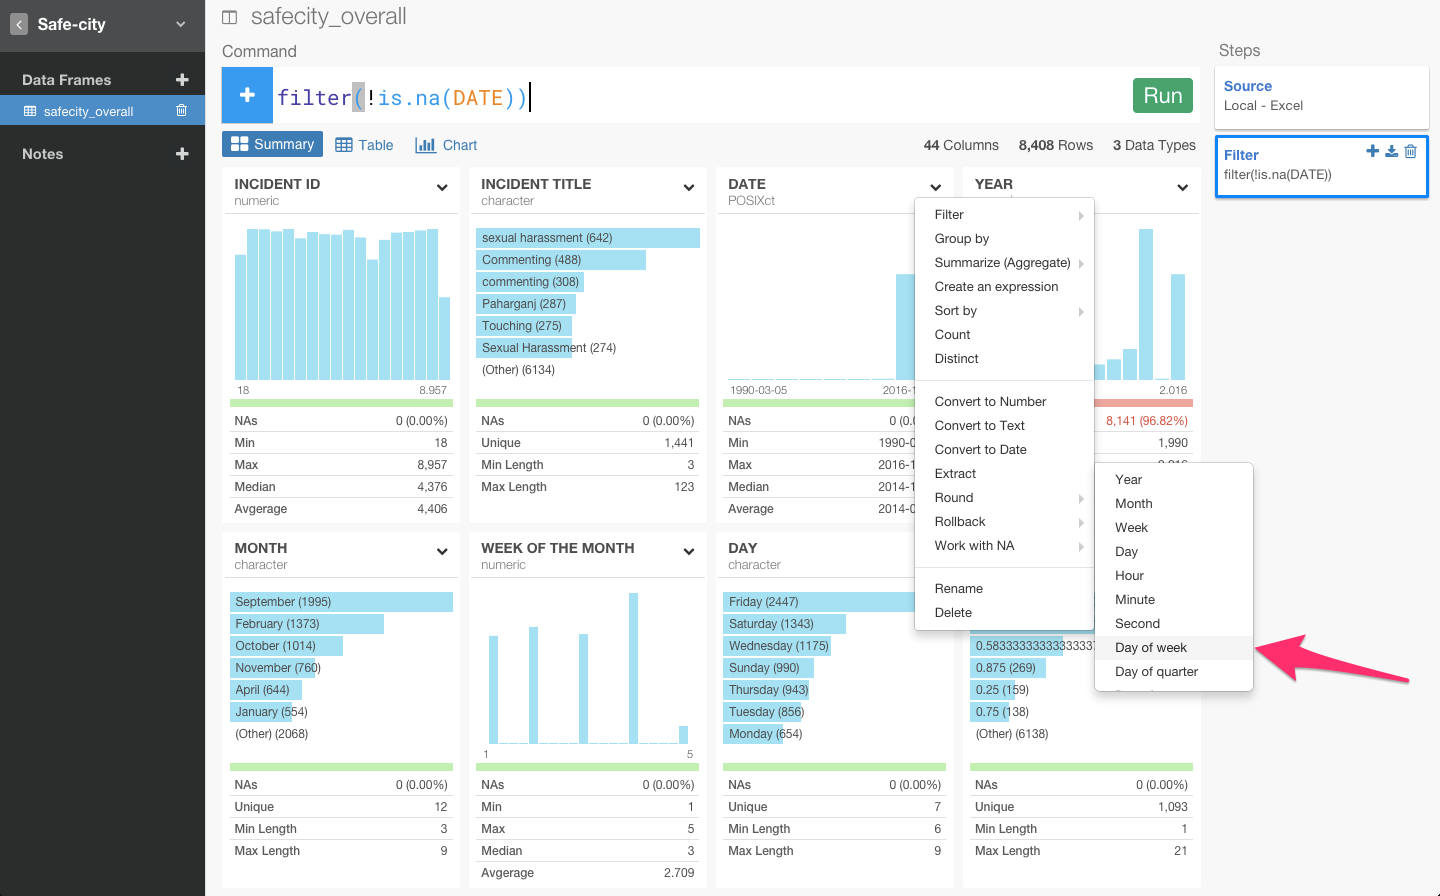 Safe-city
Data Frames
safecity_overall
Notes
safecity_overall
Command
filter(!is.na(DATE))
Run
Summary
Table
Chart
44 Columns
8,408 Rows
3 Data Types
INCIDENT ID
numeric
18
8.957
NAs 0 (0.00%)
Min 18
Max 8,957
Median 4,376
Avgerage 4,406
INCIDENT TITLE
character
sexual harassment (642)
Commenting (488)
commenting (308)
Paharganj (287)
Touching (275)
Sexual Harassment (274)
(Other) (6134)
NAs 0 (0.00%)
Unique 1,441
Min Length 3
Max Length 123
DATE
POSIXct
1990-03-05
2016-1
NAs 0 (0.0
Min 1990-0
Max 2016-1
Median 2014-1
Average 2014-0
YEAR
2.016
8,141 (96.82%)
1,990
Filter
Group by
Summarize (Aggregate)
Create an expression
Sort by
Count
Distinct
Convert to Number
Convert to Text
Convert to Date
Extract
Round
Rollback
Work with NA
Rename
Delete
Year
Month
Week
Day
Hour
Minute
Second
Day of week
Day of quarter
MONTH
character
September (1995)
February (1373)
October (1014)
November (760)
April (644)
January (554)
(Other) (2068)
NAs 0 (0.00%)
Unique 12
Min Length 3
Max Length 9
WEEK OF THE MONTH
numeric
1
5
NAs 0 (0.00%)
Min 1
Max 5
Median 3
Avgerage 2.709
DAY
character
Friday (2447)
Saturday (1343)
Wednesday (1175)
Sunday (990)
Thursday (943)
Tuesday (856)
Monday (654)
NAs 0 (0.00%)
Unique 7
Min Length 6
Max Length 9
0.5833333333333337
0.875 (269)
0.25 (159)
0.75 (138)
(Other) (6138)
NAs 0 (0.00%)
Unique 1,093
Min Length 1
Max Length 21
Steps
Source
Local - Excel
Filter
filter(!is.na(DATE))